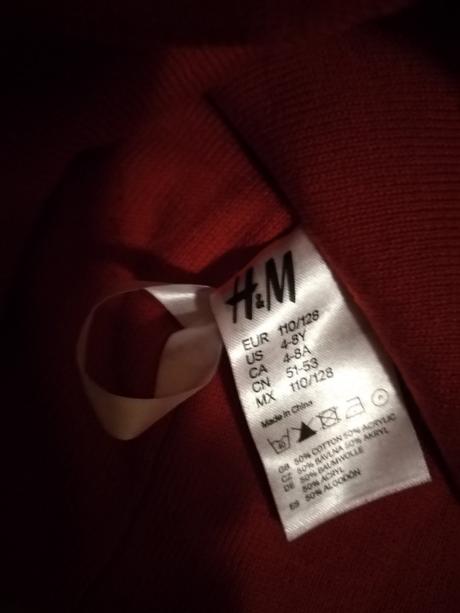 H&M
EUR 110/128
US 4-8Y
CA 4-8A
CN 51-53
MX 110/128
Made in China
GB 50% COTTON 50% ACRYLIC
CZ 50% BAVLNA 50% AKRYL
DE 50% BAUMWOLLE
50% ACRYL
ES 50% ALGODÓN